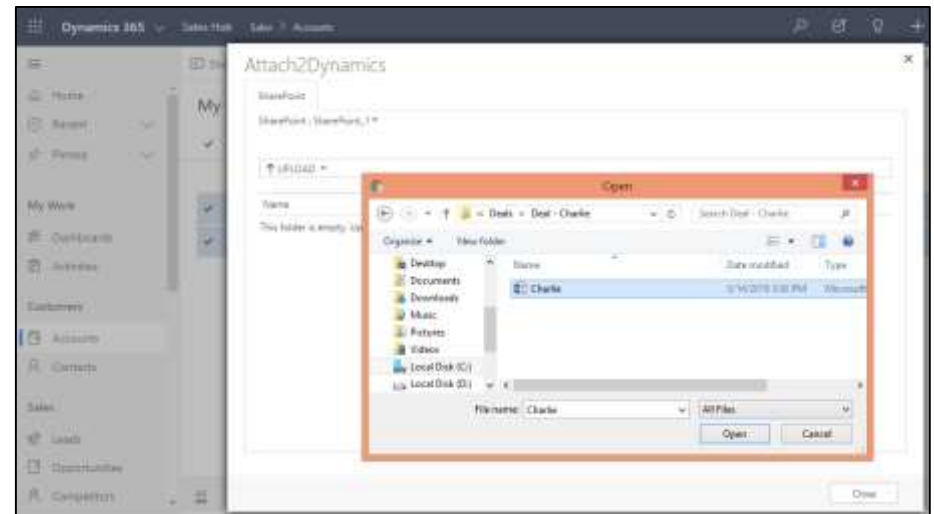 Dynamics 365 Sales Hub Sales > Accounts
Attach2Dynamics
SharePoint
SharePoint : SharePoint_1
Home
My
Recent
Pinned
UPLOAD
Open
My Work
Name
Deals Deal - Charlie Search Deal - Charlie
This folder is empty.
Dashboards
Organize New folder
Activities
Desktop Name Date modified Type
Documents Charlie
Customers
Downloads
Music
Accounts
Pictures
Videos
Contacts
Local Disk (C:)
Local Disk (D:)
Sales
File name: Charlie All Files
Leads
Open Cancel
Opportunities
Competitors
Close